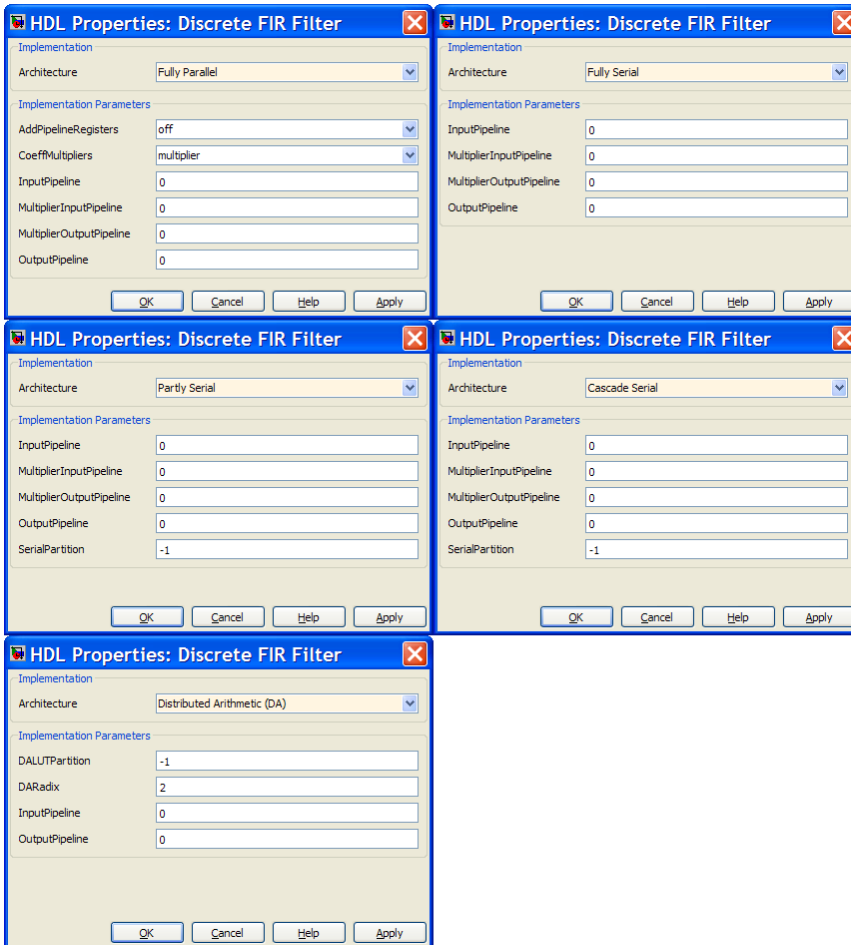 HDL Properties: Discrete FIR Filter
Implementation
Architecture Fully Parallel
Implementation Parameters
AddPipelineRegisters off
CoeffMultipliers multiplier
InputPipeline 0
MultiplierInputPipeline 0
MultiplierOutputPipeline 0
OutputPipeline 0
OK Cancel Help Apply
HDL Properties: Discrete FIR Filter
Implementation
Architecture Fully Serial
Implementation Parameters
InputPipeline 0
MultiplierInputPipeline 0
MultiplierOutputPipeline 0
OutputPipeline 0
OK Cancel Help Apply
HDL Properties: Discrete FIR Filter
Implementation
Architecture Partly Serial
Implementation Parameters
InputPipeline 0
MultiplierInputPipeline 0
MultiplierOutputPipeline 0
OutputPipeline 0
SerialPartition -1
OK Cancel Help Apply
HDL Properties: Discrete FIR Filter
Implementation
Architecture Cascade Serial
Implementation Parameters
InputPipeline 0
MultiplierInputPipeline 0
MultiplierOutputPipeline 0
OutputPipeline 0
SerialPartition -1
OK Cancel Help Apply
HDL Properties: Discrete FIR Filter
Implementation
Architecture Distributed Arithmetic (DA)
Implementation Parameters
DALUTPartition -1
DARadix 2
InputPipeline 0
OutputPipeline 0
OK Cancel Help Apply